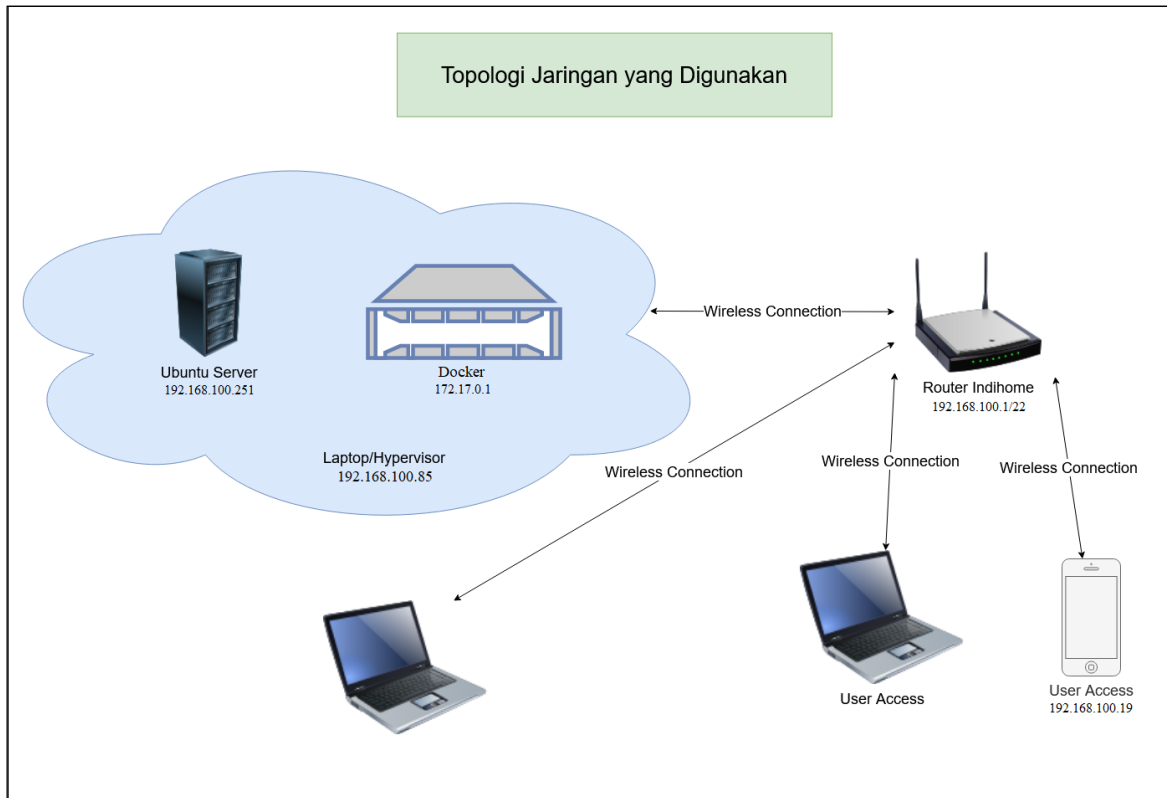 Topologi Jaringan yang Digunakan
Wireless Connection
Ubuntu Server
192.168.100.251
Docker
172.17.0.1
Router Indihome
192.168.100.1/22
Laptop/Hypervisor
192.168.100.85
Wireless Connection
Wireless Connection
Wireless Connection
User Access
User Access
192.168.100.19